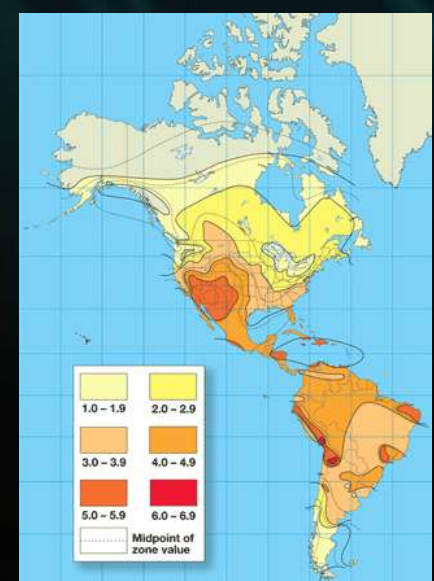 1.0 – 1.9 2.0 – 2.9
3.0 – 3.9 4.0 – 4.9
5.0 – 5.9 6.0 – 6.9
Midpoint of
zone value